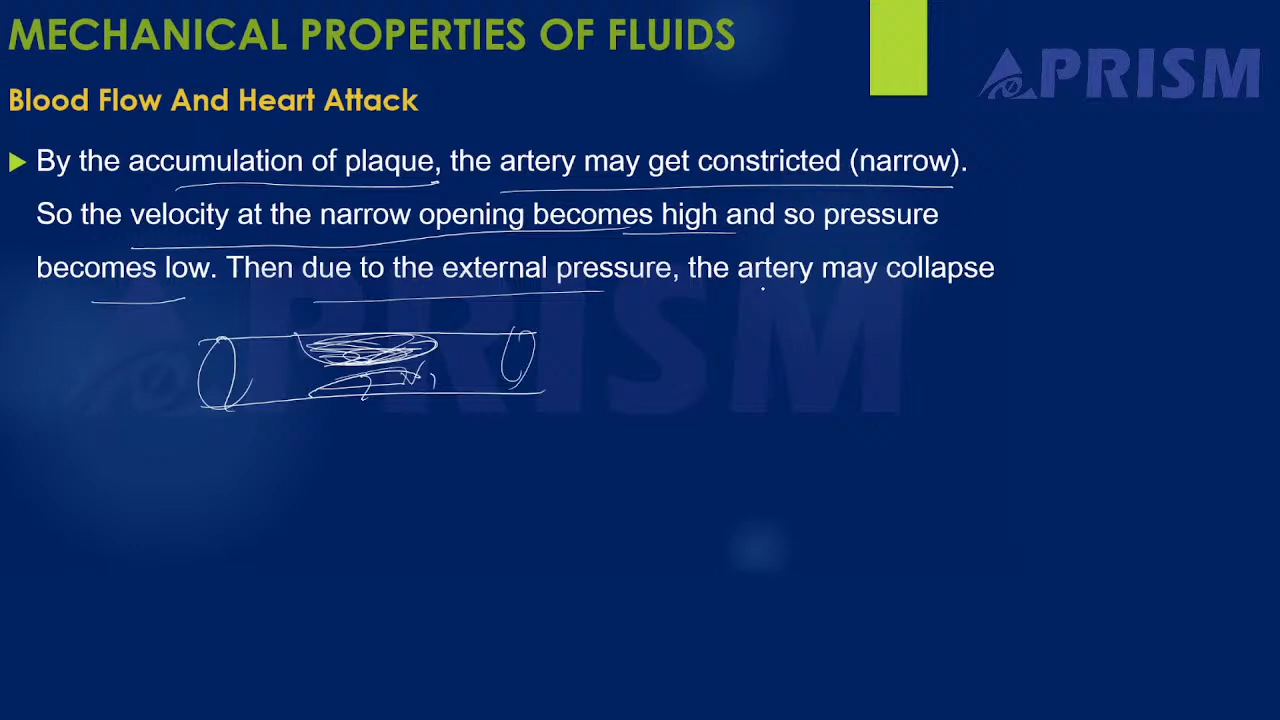 MECHANICAL PROPERTIES OF FLUIDS
PRISM
Blood Flow And Heart Attack
By the accumulation of plaque, the artery may get constricted (narrow).
So the velocity at the narrow opening becomes high and so pressure
becomes low. Then due to the external pressure, the artery may collapse
PRISM